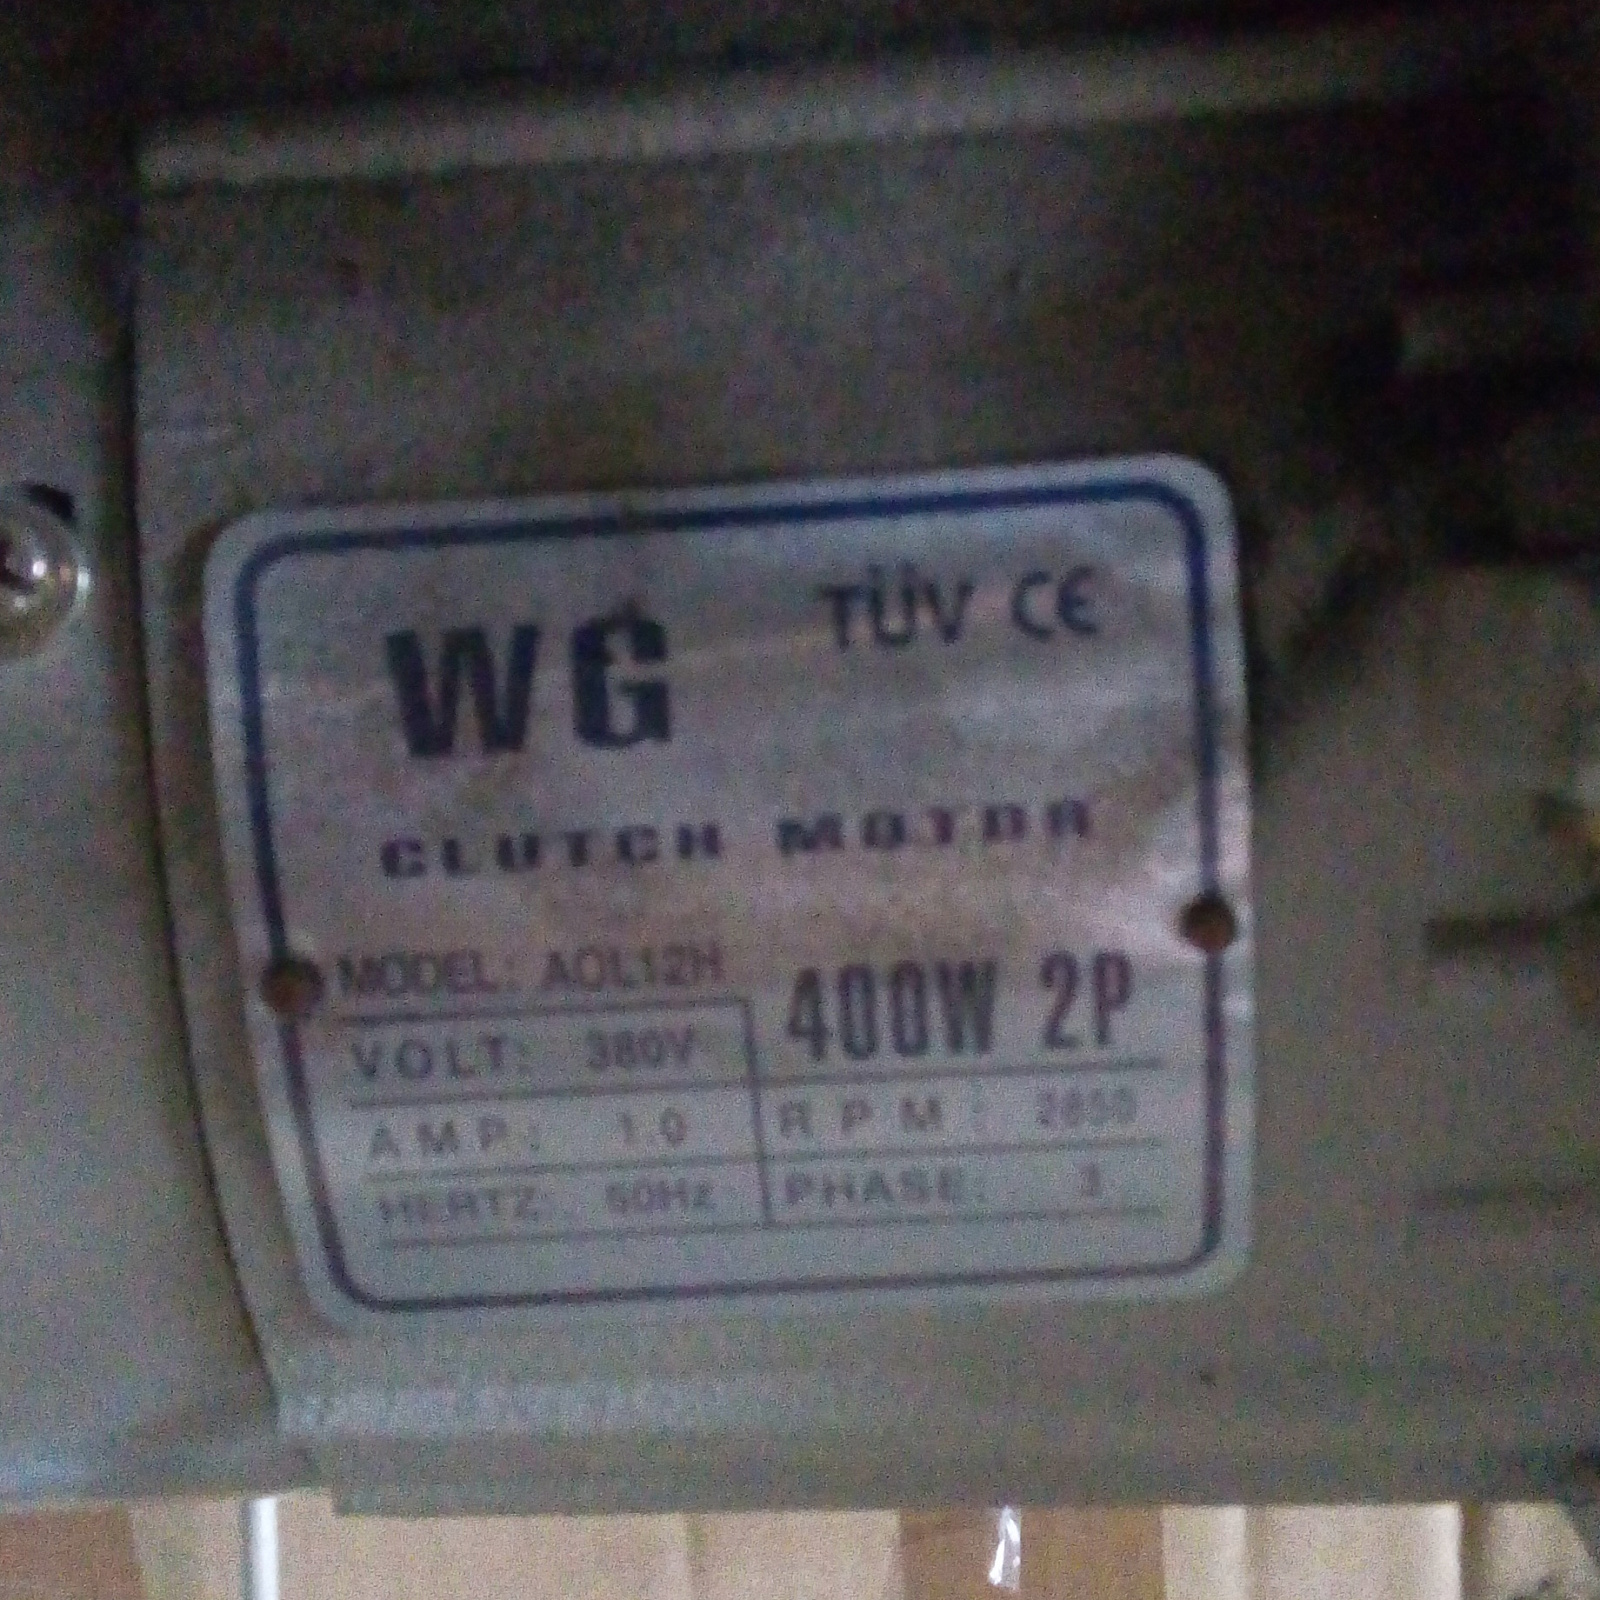 WG TÜV CE
CLUTCH MOTOR
MODEL: AOL12H 400W 2P
VOLT: 380V
AMP.: 1.0 RPM: 2850
HERTZ: 50Hz PHASE: 3